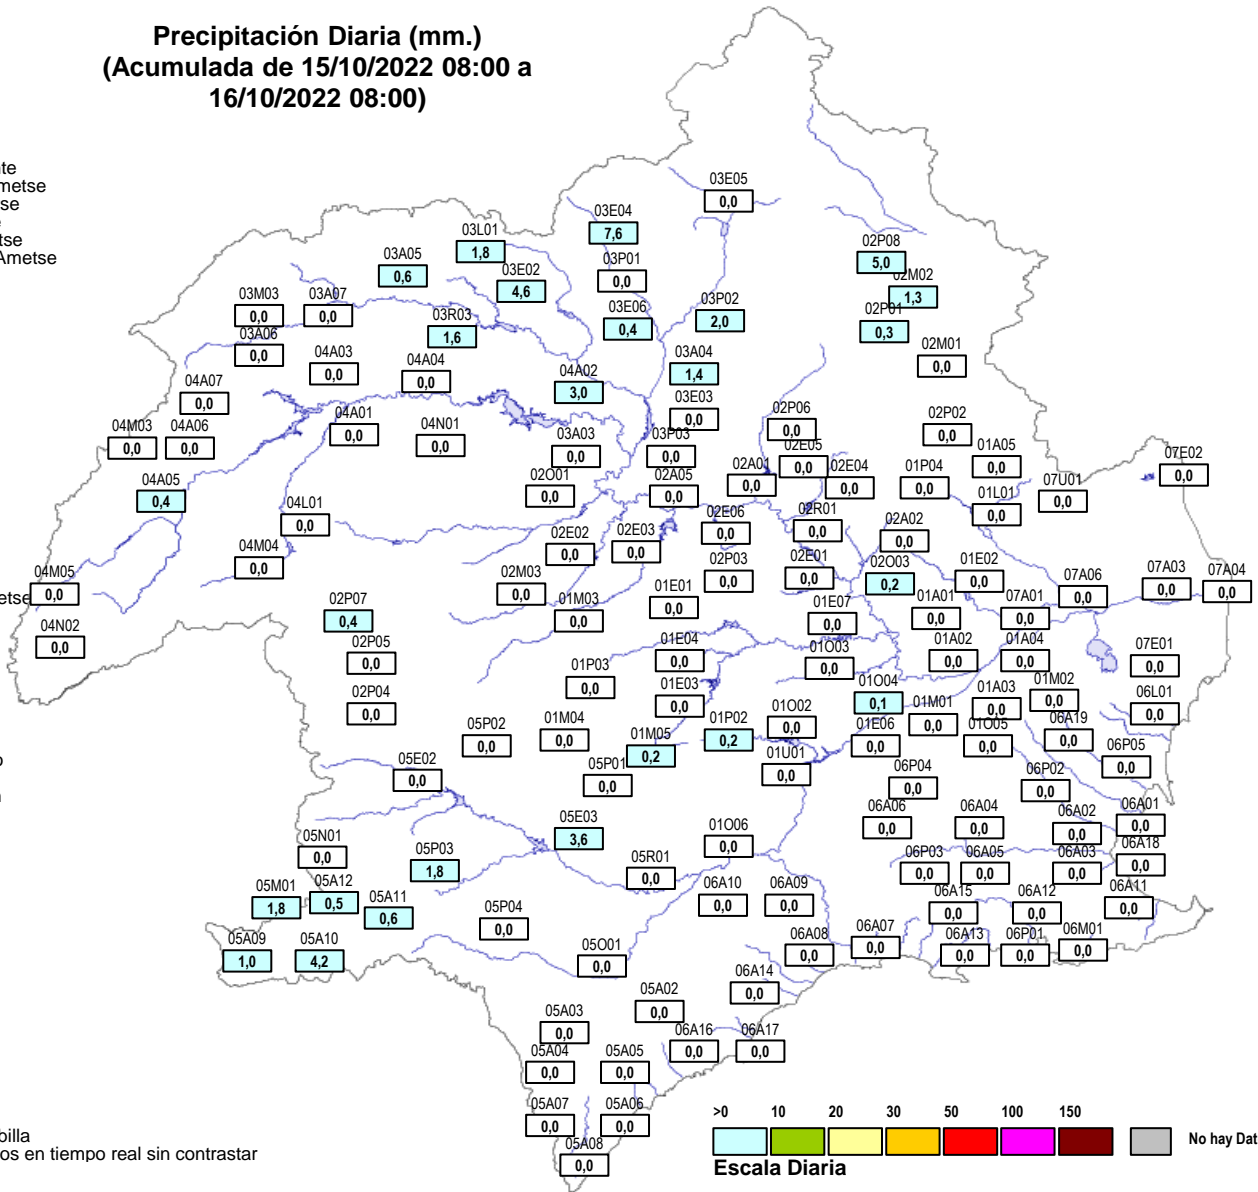 Precipitación Diaria (mm.)
(Acumulada de 15/10/2022 08:00 a
16/10/2022 08:00)
Ametse
03E05
0,0
03E04
7,6
03L01
1,8
03A05
0,6
03P01
0,0
02P08
5,0
03E02
4,6
02M02
1,3
03M03
0,0
03A07
0,0
03E06
0,4
03P02
2,0
02P01
0,3
03R03
1,6
03A06
0,0
02M01
0,0
04A03
0,0
04A04
0,0
03A04
1,4
04A02
3,0
04A07
0,0
03E03
0,0
04A01
0,0
02P06
0,0
02P02
0,0
04M03
0,0
04A06
0,0
04N01
0,0
03A03
0,0
03P03
0,0
02E05
0,0
01A05
0,0
07E02
0,0
04A05
0,4
02O01
0,0
02A05
0,0
02A01
0,0
02E04
0,0
01P04
0,0
07U01
0,0
04L01
0,0
01L01
0,0
02E06
0,0
02R01
0,0
02A02
0,0
04M04
0,0
02E02
0,0
02E03
0,0
04M05
0,0
02M03
0,0
02P03
0,0
02E01
0,0
02O03
0,2
01E02
0,0
07A06
0,0
07A03
0,0
07A04
0,0
02P07
0,4
01M03
0,0
01E01
0,0
01E07
0,0
01A01
0,0
07A01
0,0
04N02
0,0
02P05
0,0
01E04
0,0
01O03
0,0
01A02
0,0
01A04
0,0
07E01
0,0
01P03
0,0
02P04
0,0
01E03
0,0
01O04
0,1
01A03
0,0
01M02
0,0
06L01
0,0
05P02
0,0
01M04
0,0
01M05
0,2
01P02
0,2
01O02
0,0
01E06
0,0
01M01
0,0
01O05
0,0
06A19
0,0
06P05
0,0
05E02
0,0
05P01
0,0
01U01
0,0
06P04
0,0
06P02
0,0
05E03
3,6
01O06
0,0
06A06
0,0
06A04
0,0
06A02
0,0
06A01
0,0
05N01
0,0
05P03
1,8
05R01
0,0
06P03
0,0
06A05
0,0
06A03
0,0
06A18
0,0
05M01
1,8
05A12
0,5
05A11
0,6
06A10
0,0
06A09
0,0
06A15
0,0
06A12
0,0
06A11
0,0
05P04
0,0
05A09
1,0
05A10
4,2
05O01
0,0
06A08
0,0
06A07
0,0
06A13
0,0
06P01
0,0
06M01
0,0
06A14
0,0
05A02
0,0
05A03
0,0
06A16
0,0
06A17
0,0
05A04
0,0
05A05
0,0
05A07
0,0
05A06
0,0
05A08
0,0
os en tiempo real sin contrastar
>0 10 20 30 50 100 150
No hay Dat
Escala Diaria